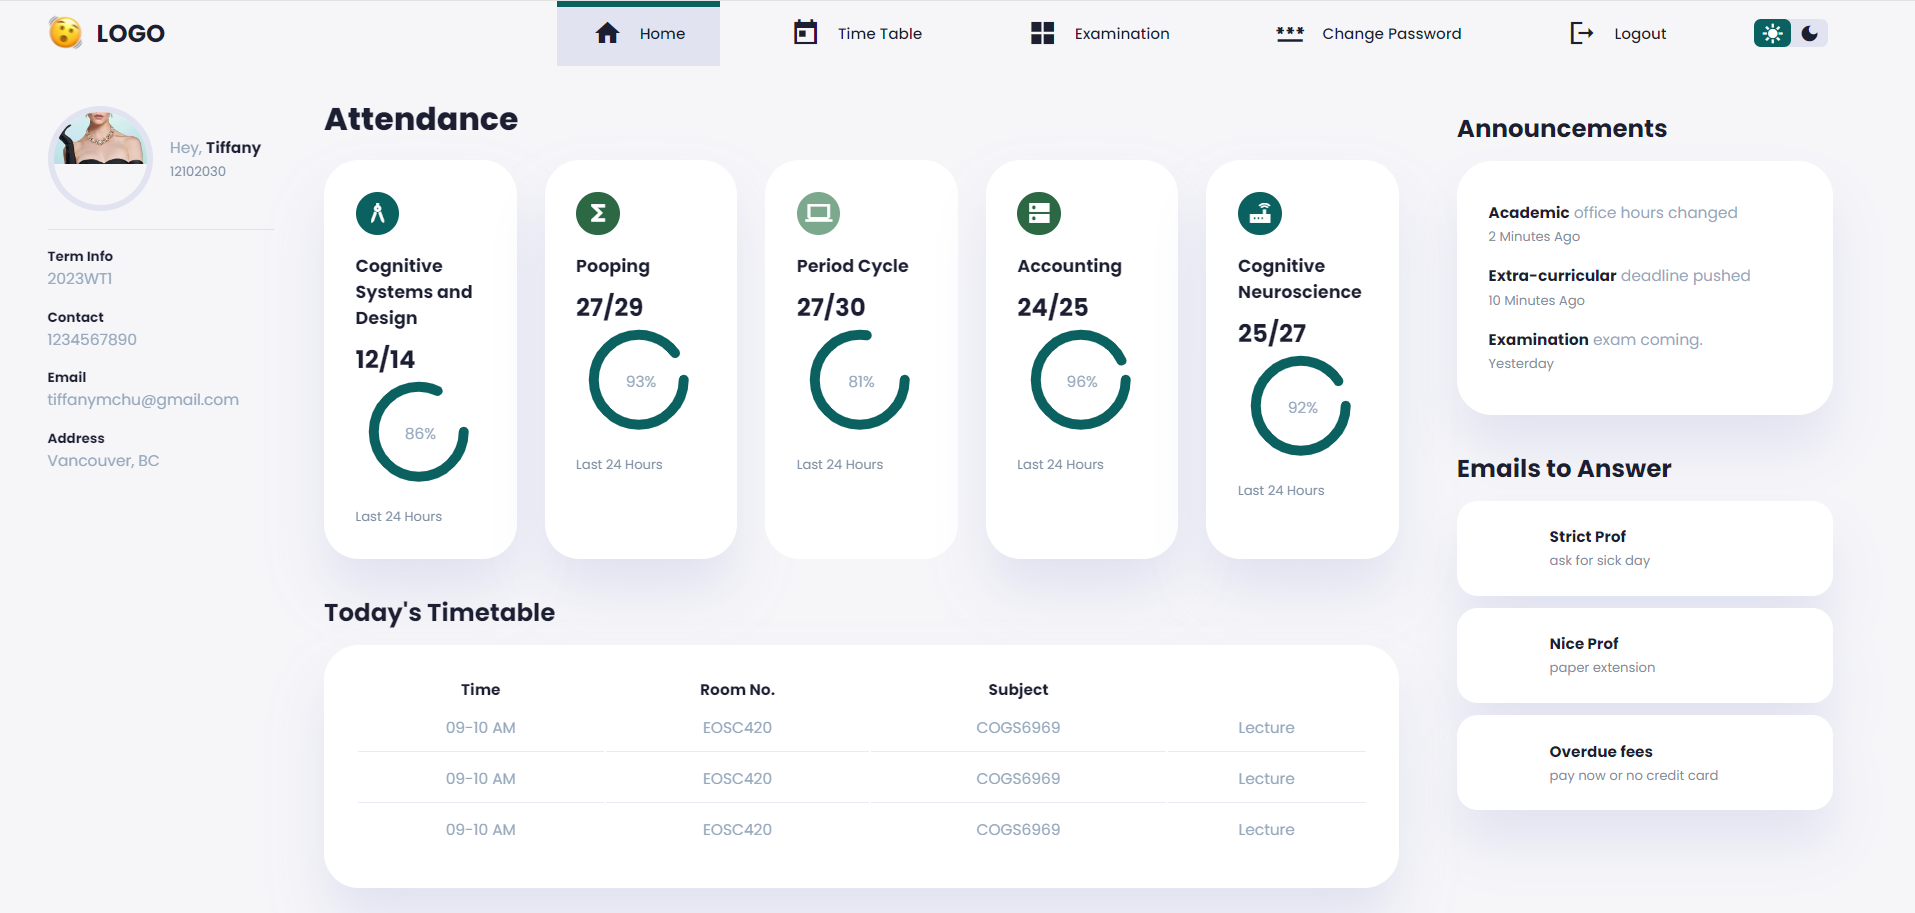 LOGO
Home
Time Table
Examination
Change Password
Logout
Hey, Tiffany
12102030
Term Info
2023WT1
Contact
1234567890
Email
tiffanymchu@gmail.com
Address
Vancouver, BC
Attendance
Cognitive
Systems and
Design
12/14
86%
Last 24 Hours
Pooping
27/29
93%
Last 24 Hours
Period Cycle
27/30
81%
Last 24 Hours
Accounting
24/25
96%
Last 24 Hours
Cognitive
Neuroscience
25/27
92%
Last 24 Hours
Today's Timetable
Time Room No. Subject
09-10 AM EOSC420 COGS6969 Lecture
09-10 AM EOSC420 COGS6969 Lecture
09-10 AM EOSC420 COGS6969 Lecture
Announcements
Academic office hours changed
2 Minutes Ago
Extra-curricular deadline pushed
10 Minutes Ago
Examination exam coming.
Yesterday
Emails to Answer
Strict Prof
ask for sick day
Nice Prof
paper extension
Overdue fees
pay now or no credit card